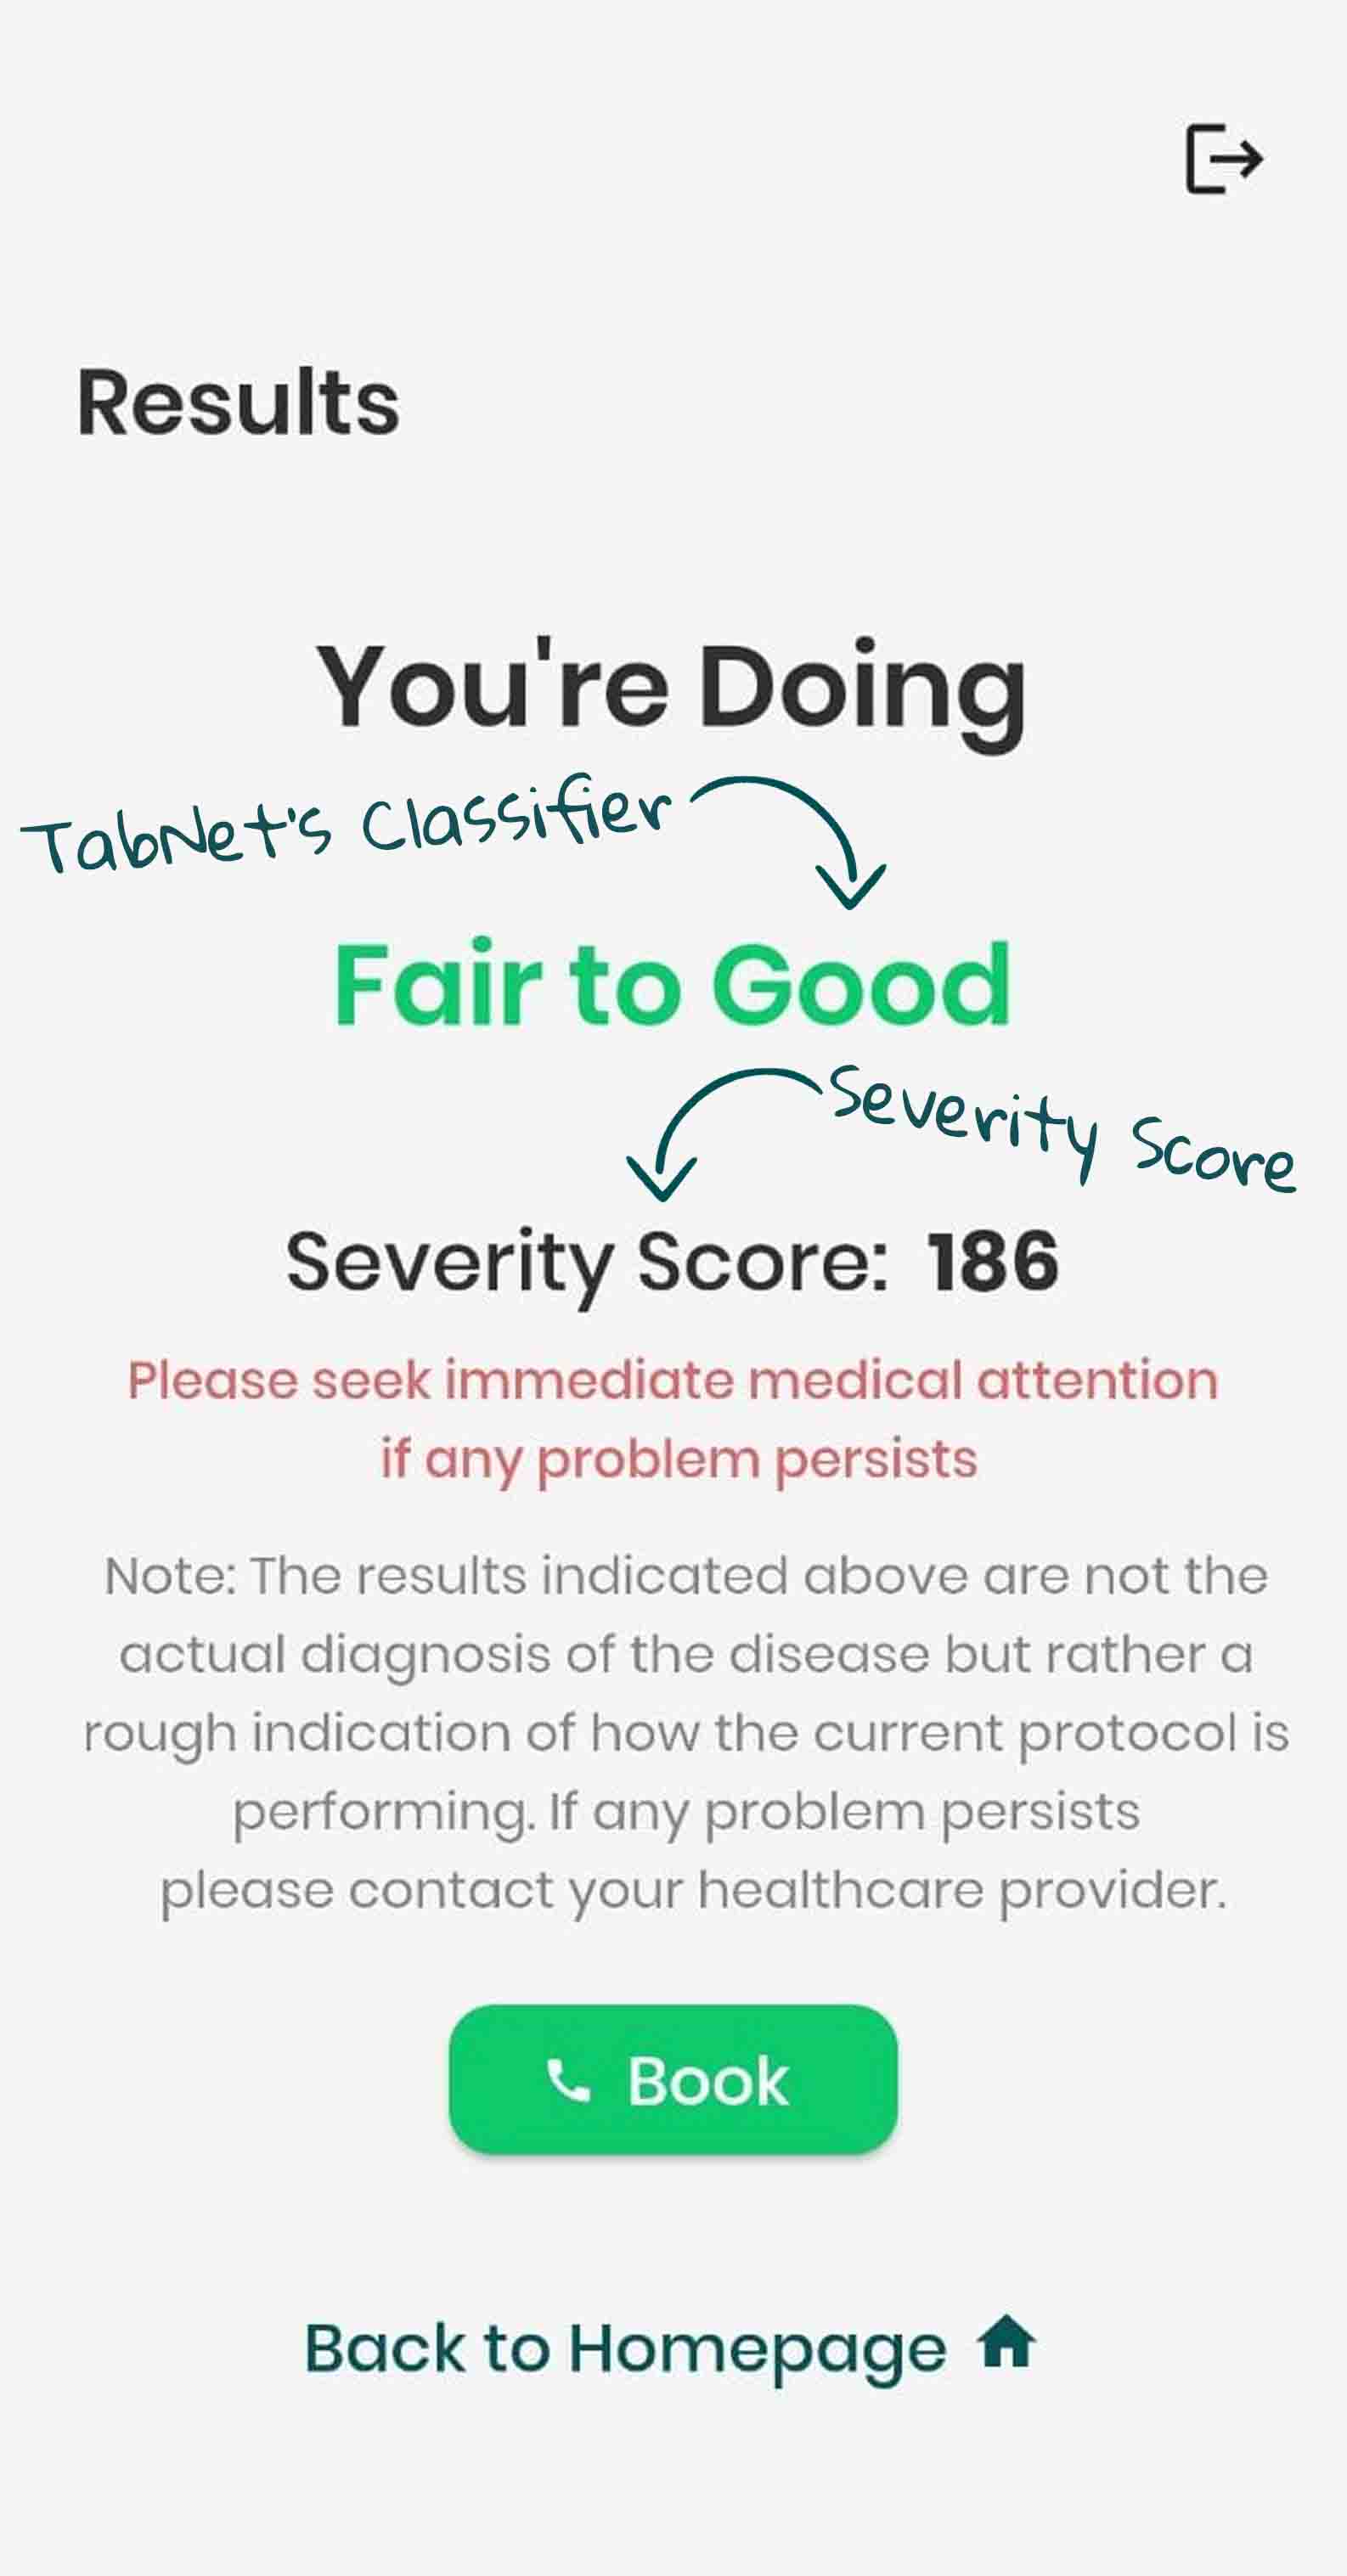 Results
You're Doing
TabNet's Classifier
Fair to Good
Severity Score
Severity Score: 186
Please seek immediate medical attention
if any problem persists
Note: The results indicated above are not the
actual diagnosis of the disease but rather a
rough indication of how the current protocol is
performing. If any problem persists
please contact your healthcare provider.
Book
Back to Homepage